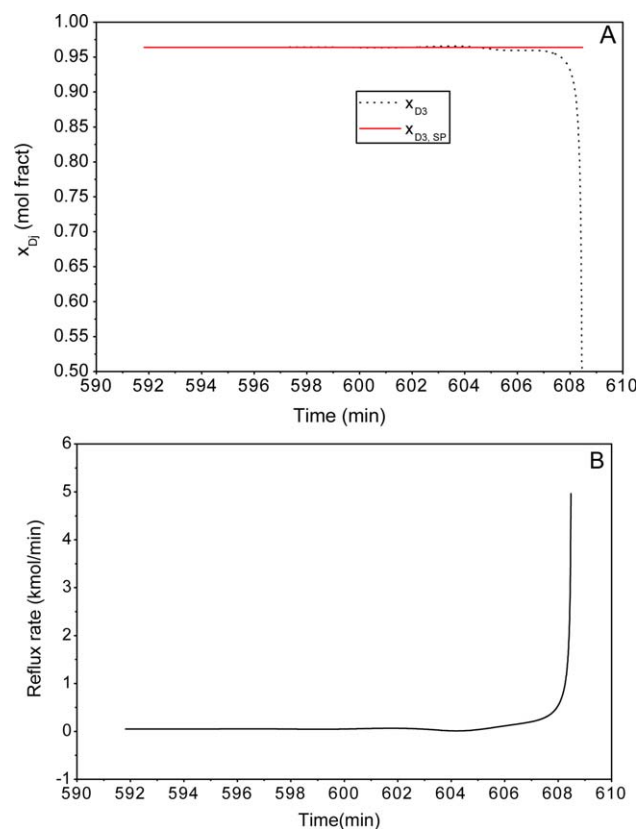 A
1.00
0.95
0.90
0.85
0.80
0.75
0.70
0.65
0.60
0.55
0.50
x_Dj (mol fract)
x_D3
x_D3, SP
590 592 594 596 598 600 602 604 606 608 610
Time (min)
B
6
5
4
3
2
1
0
-1
Reflux rate (kmol/min)
590 592 594 596 598 600 602 604 606 608 610
Time(min)